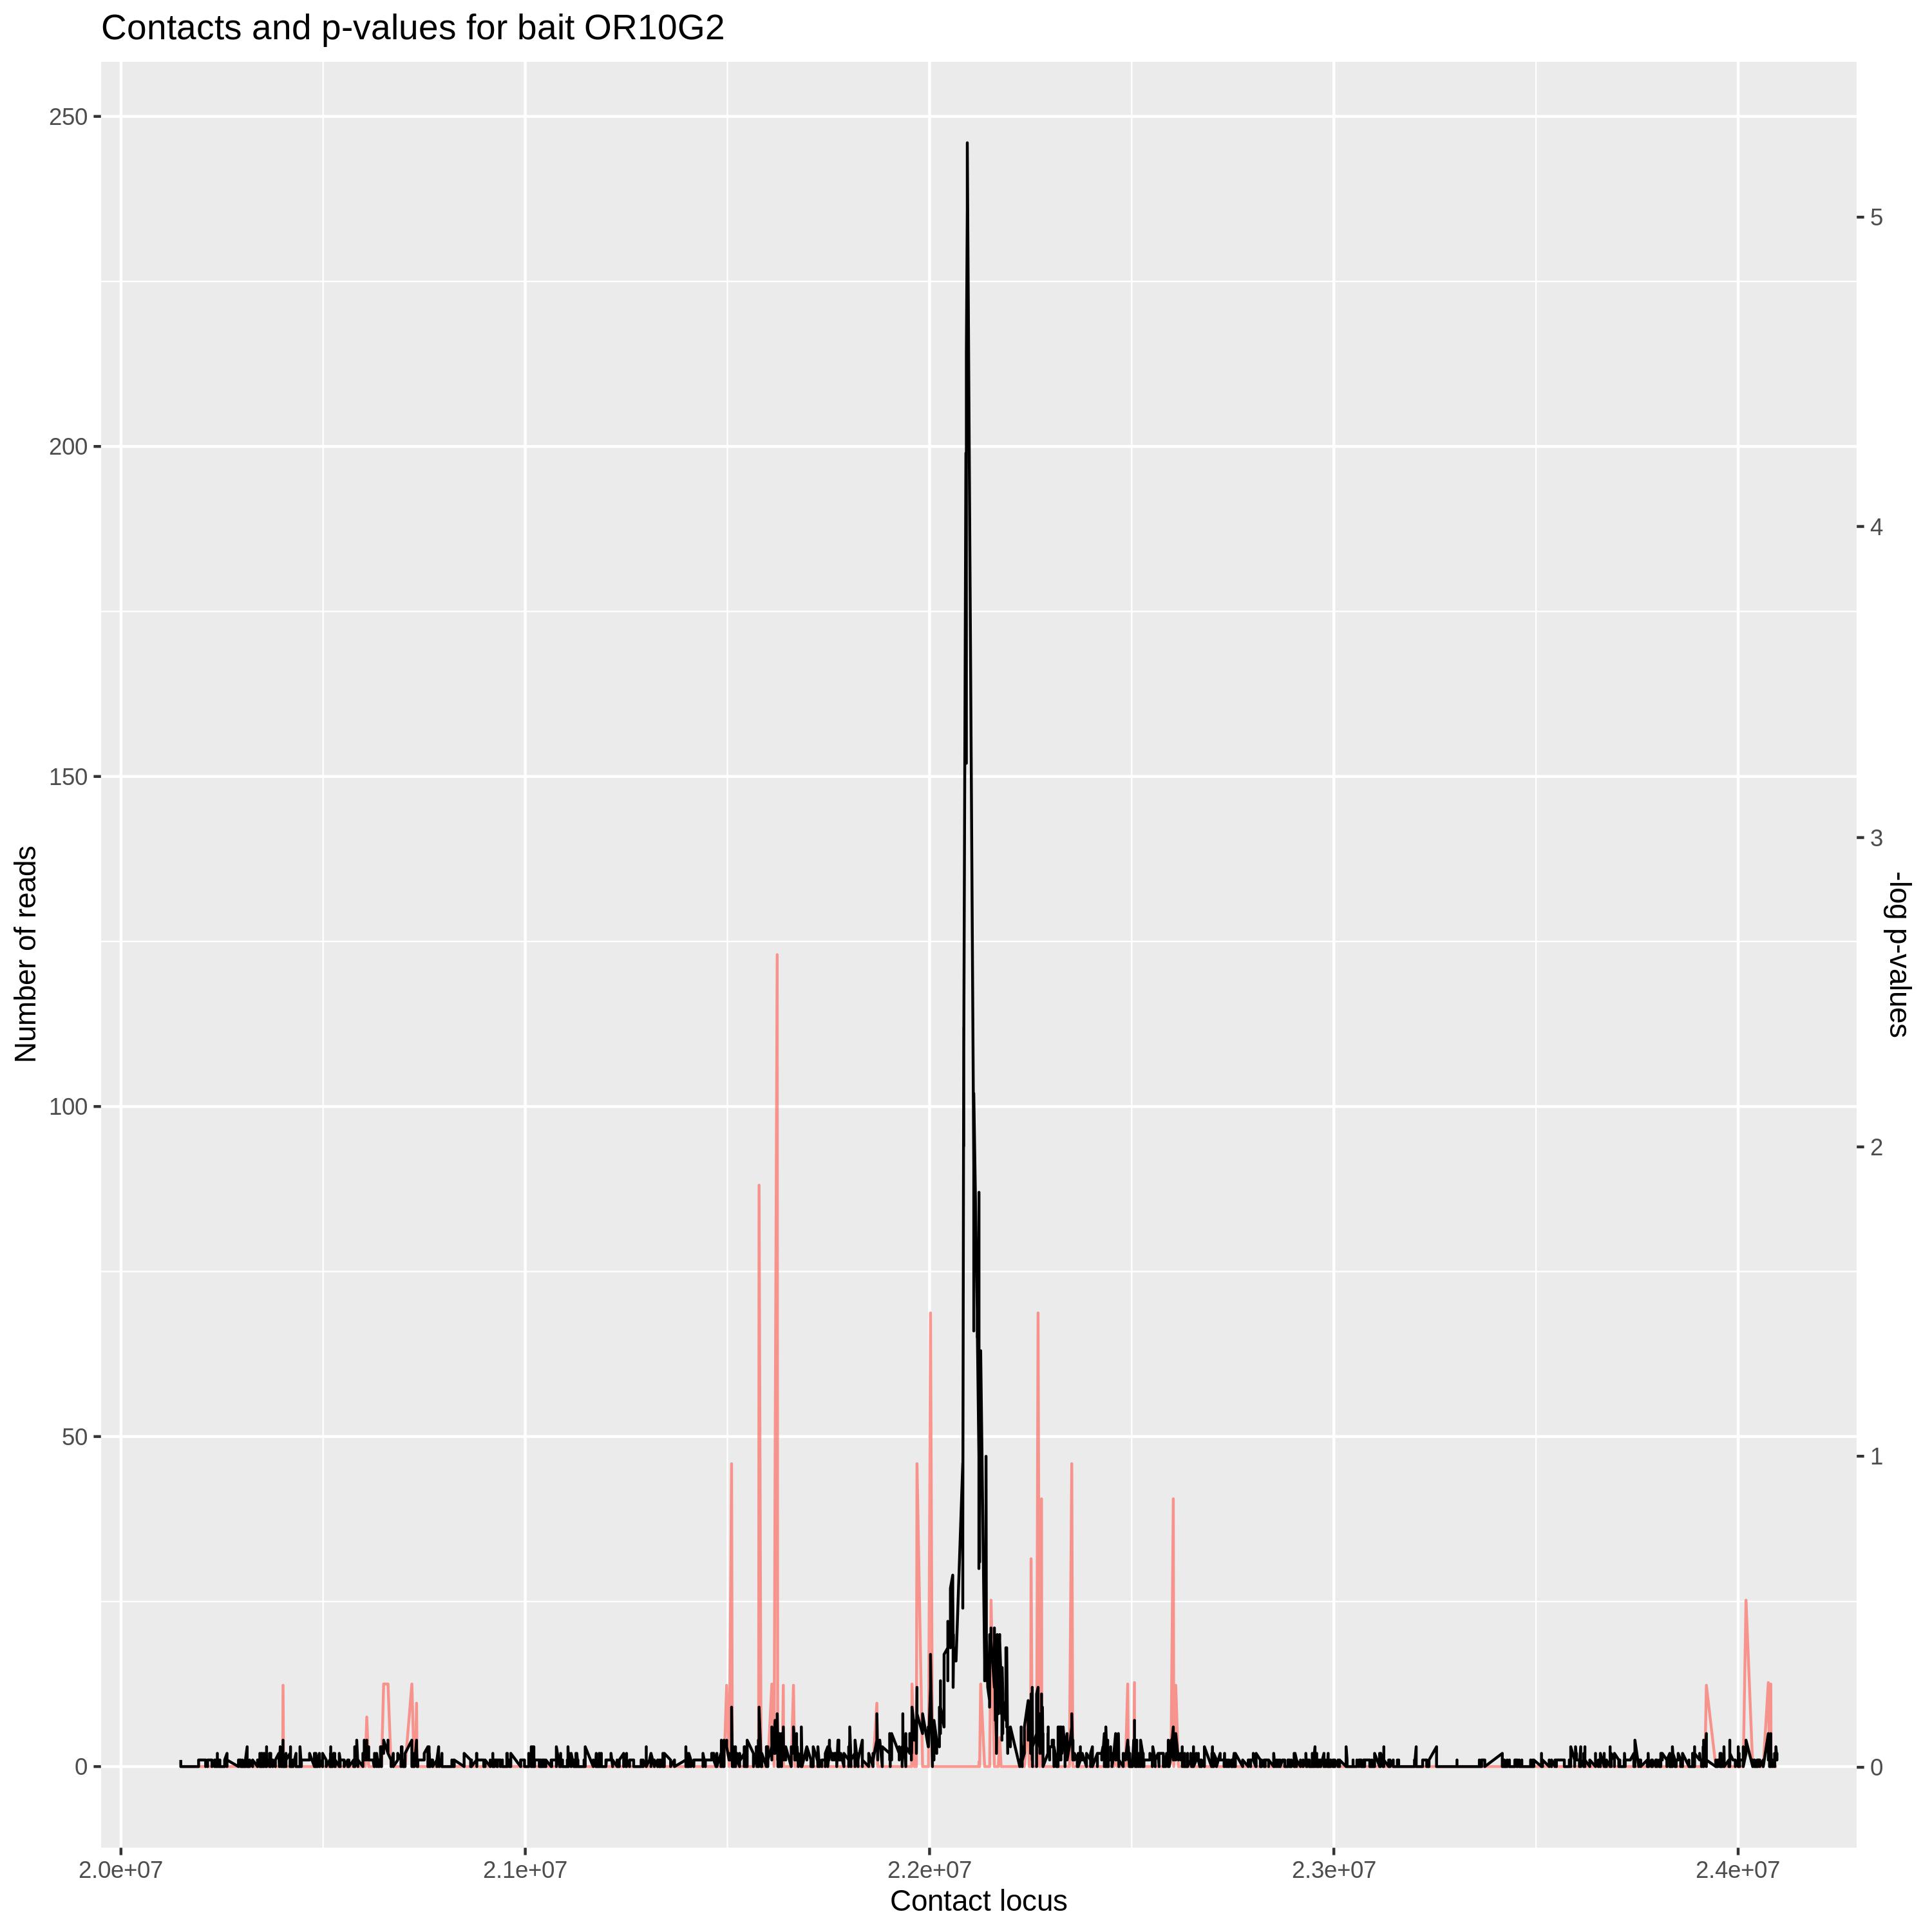 Contacts and p-values for bait OR10G2
250
200
150
100
50
0
Number of reads
5
4
3
2
1
0
-log p-values
2.0e+07
2.1e+07
2.2e+07
2.3e+07
2.4e+07
Contact locus